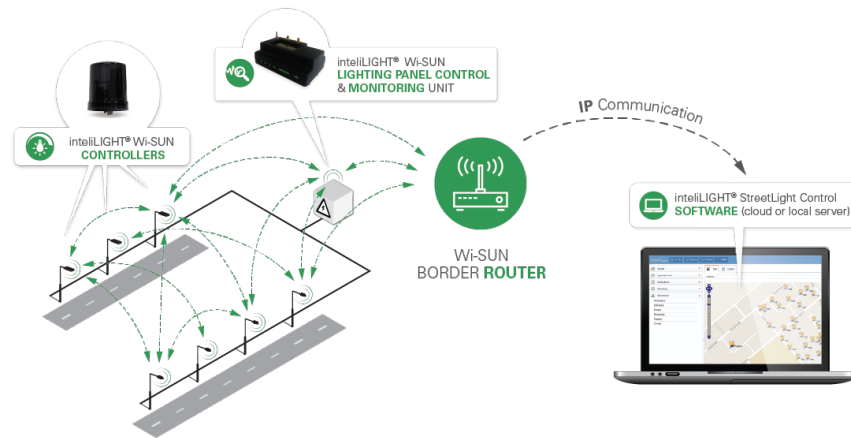 inteliLIGHT® Wi-SUN
LIGHTING PANEL CONTROL
& MONITORING UNIT
inteliLIGHT® Wi-SUN
CONTROLLERS
IP Communication
Wi-SUN
BORDER ROUTER
inteliLIGHT® StreetLight Control
SOFTWARE (cloud or local server)